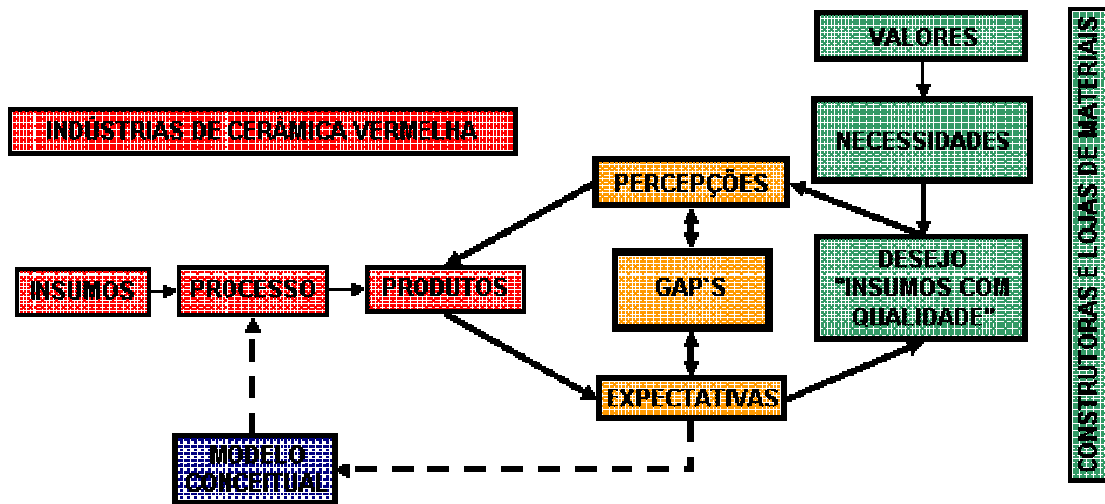 VALORES
INDÚSTRIAS DE CERÂMICA VERMELHA
NECESSIDADES
PERCEPÇÕES
INSUMOS
PROCESSO
PRODUTOS
GAP`S
DESEJO
"INSUMOS COM
QUALIDADE"
EXPECTATIVAS
MODELO
CONCEITUAL
CONSTRUTORAS E LOJAS DE MATERIAIS